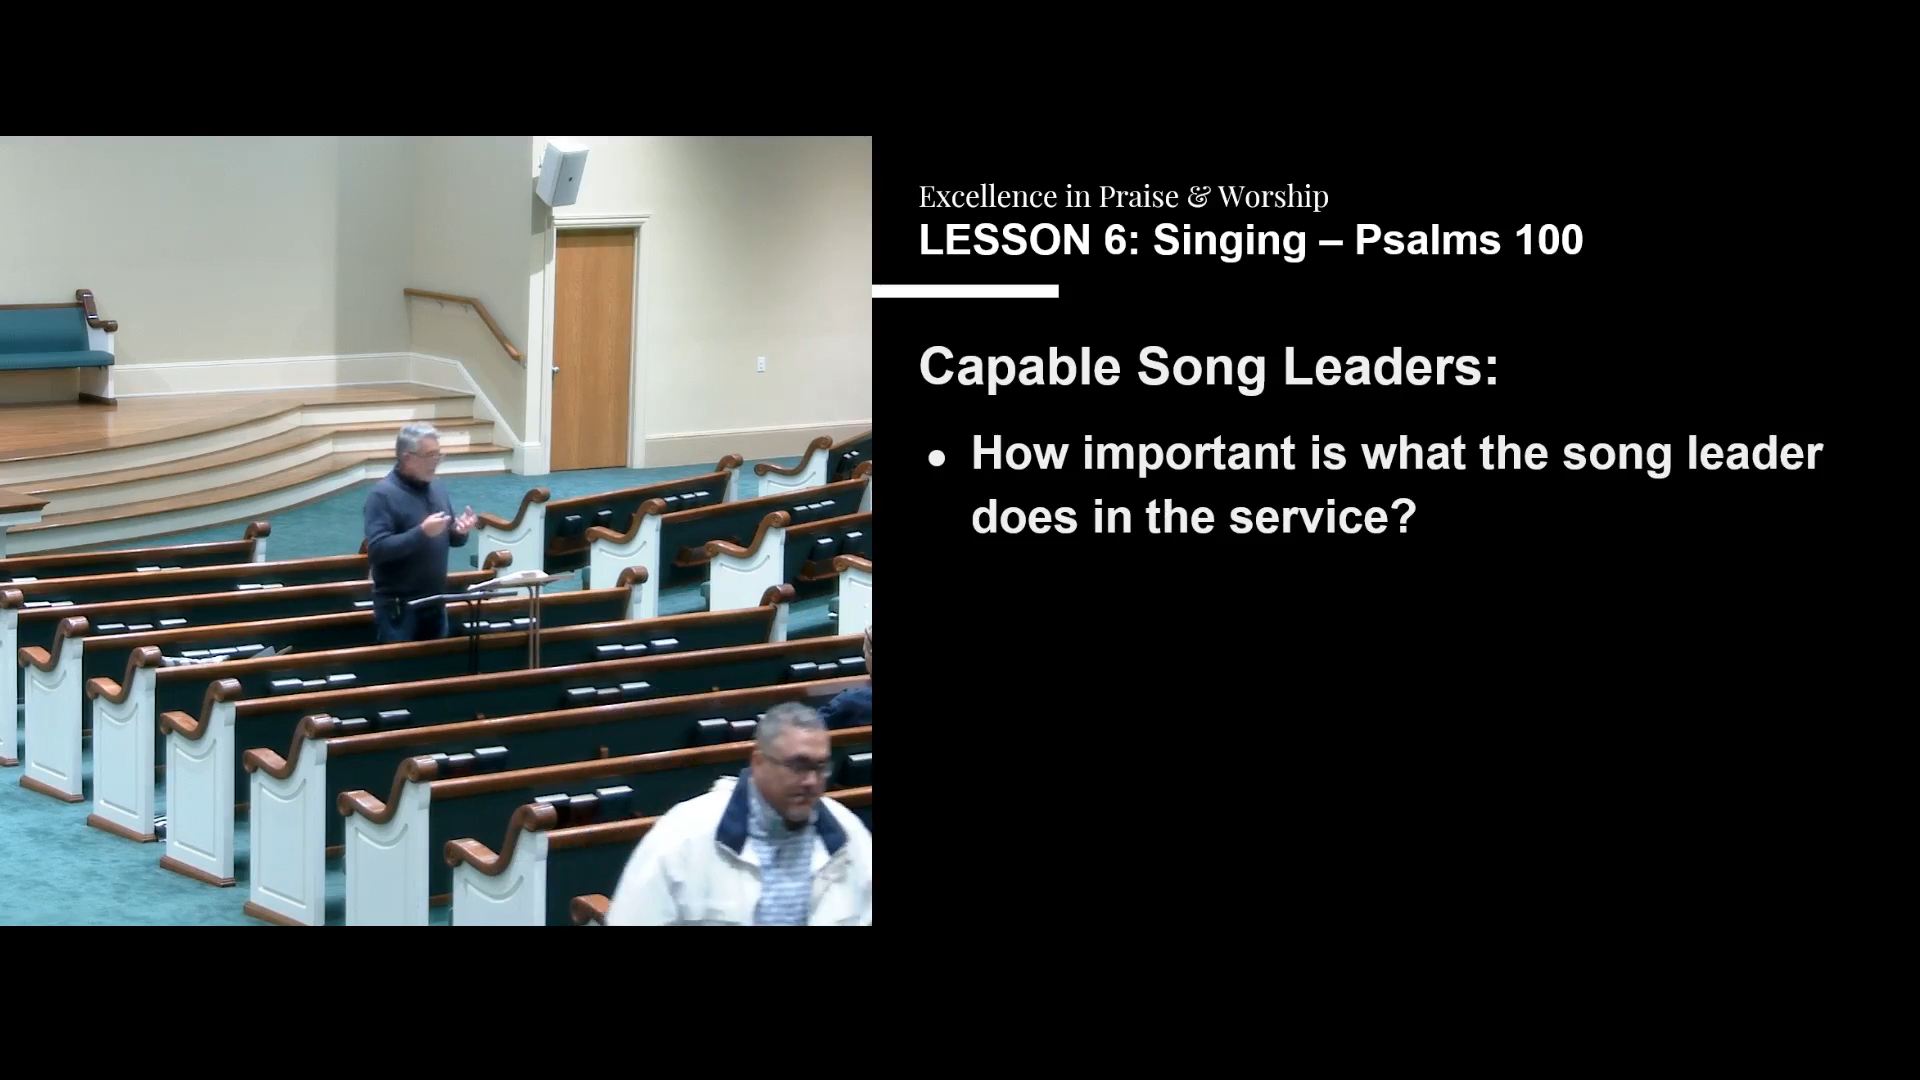 Excellence in Praise & Worship
LESSON 6: Singing – Psalms 100
Capable Song Leaders:
● How important is what the song leader
does in the service?